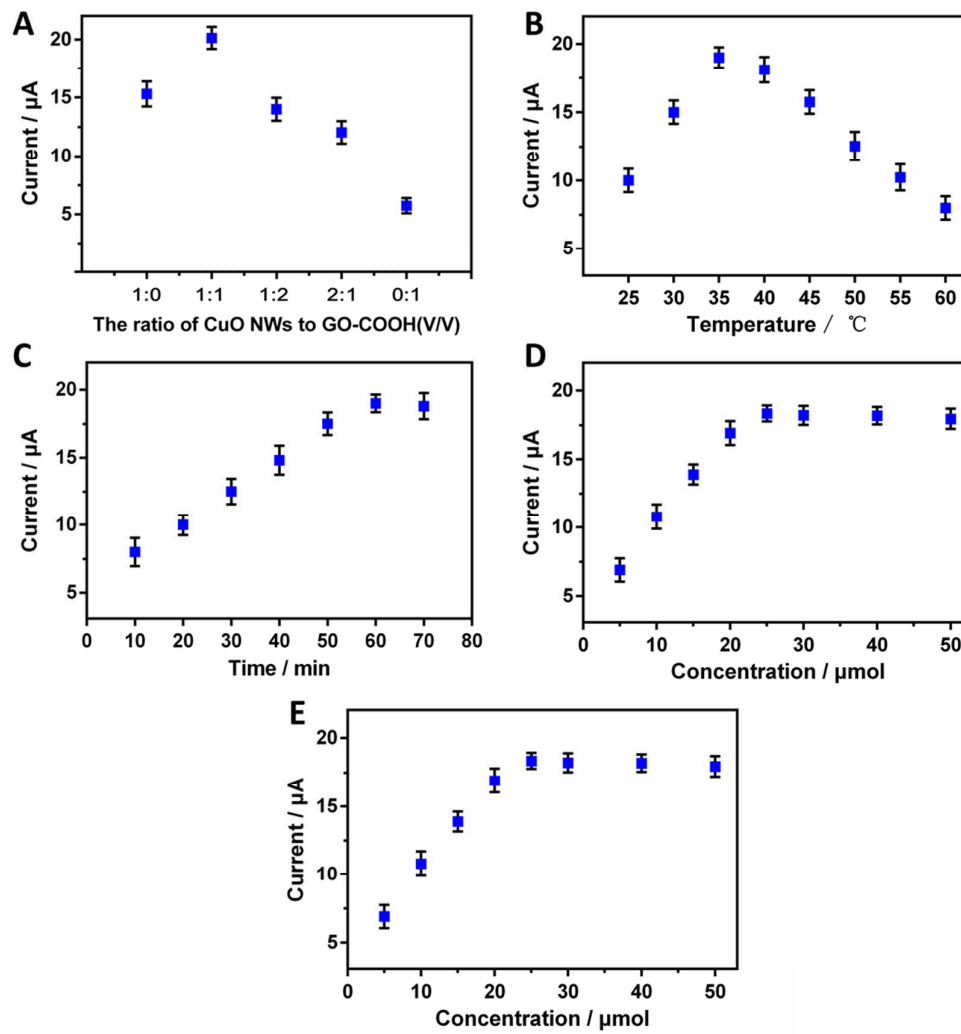 A
Current / µA
20
15
10
5
1:0 1:1 1:2 2:1 0:1
The ratio of CuO NWs to GO-COOH(V/V)
B
Current / µA
20
15
10
5
25 30 35 40 45 50 55 60
Temperature / ℃
C
Current / µA
20
15
10
5
0 10 20 30 40 50 60 70 80
Time / min
D
Current / µA
20
15
10
5
0 10 20 30 40 50
Concentration / µmol
E
Current / µA
20
15
10
5
0 10 20 30 40 50
Concentration / µmol